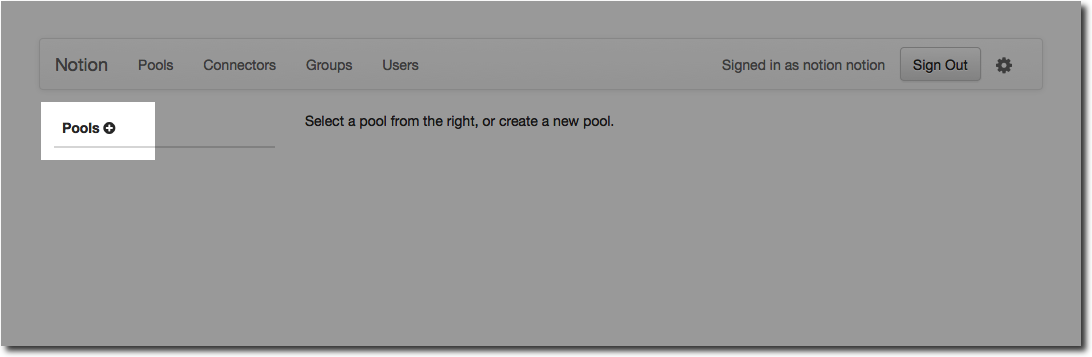 Notion Pools Connectors Groups Users Signed in as notion notion Sign Out
Pools
Select a pool from the right, or create a new pool.